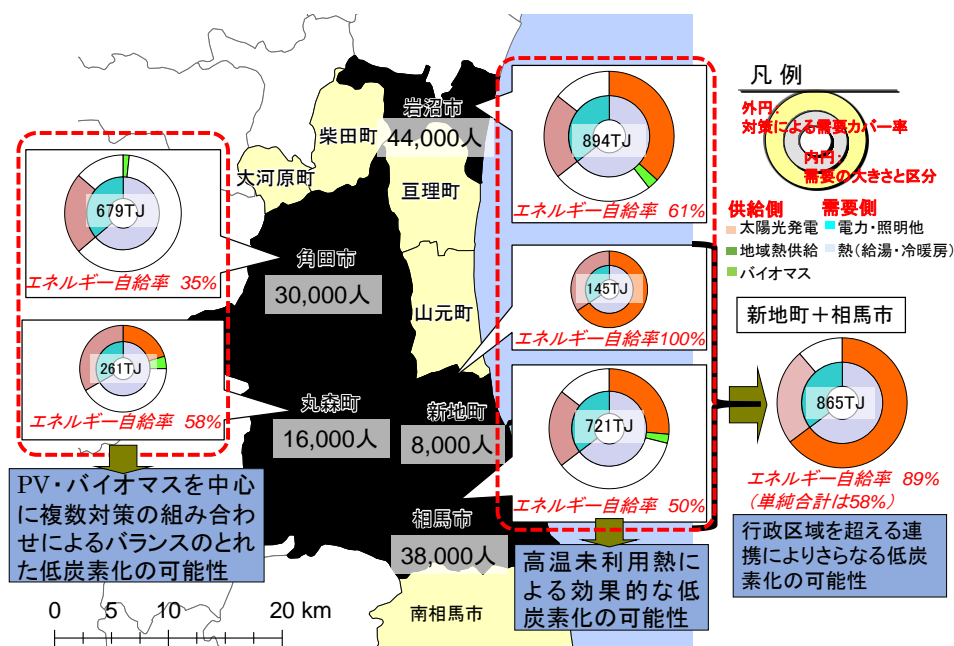 岩沼市
44,000人
柴田町
大河原町
亘理町
角田市
30,000人
山元町
丸森町
16,000人
新地町
8,000人
相馬市
38,000人
南相馬市
679TJ
エネルギー自給率 35%
261TJ
エネルギー自給率 58%
PV・バイオマスを中心
に複数対策の組み合わ
せによるバランスのとれ
た低炭素化の可能性
0 5 10 20 km
894TJ
エネルギー自給率 61%
145TJ
エネルギー自給率100%
721TJ
エネルギー自給率 50%
高温未利用熱に
よる効果的な低
炭素化の可能性
凡 例
外円：
対策による需要カバー率
内円：
需要の大きさと区分
供給側 需要側
太陽光発電 電力・照明他
地域熱供給 熱（給湯・冷暖房）
バイオマス
新地町＋相馬市
865TJ
エネルギー自給率 89%
（単純合計は58%）
行政区域を超える連
携によりさらなる低炭
素化の可能性